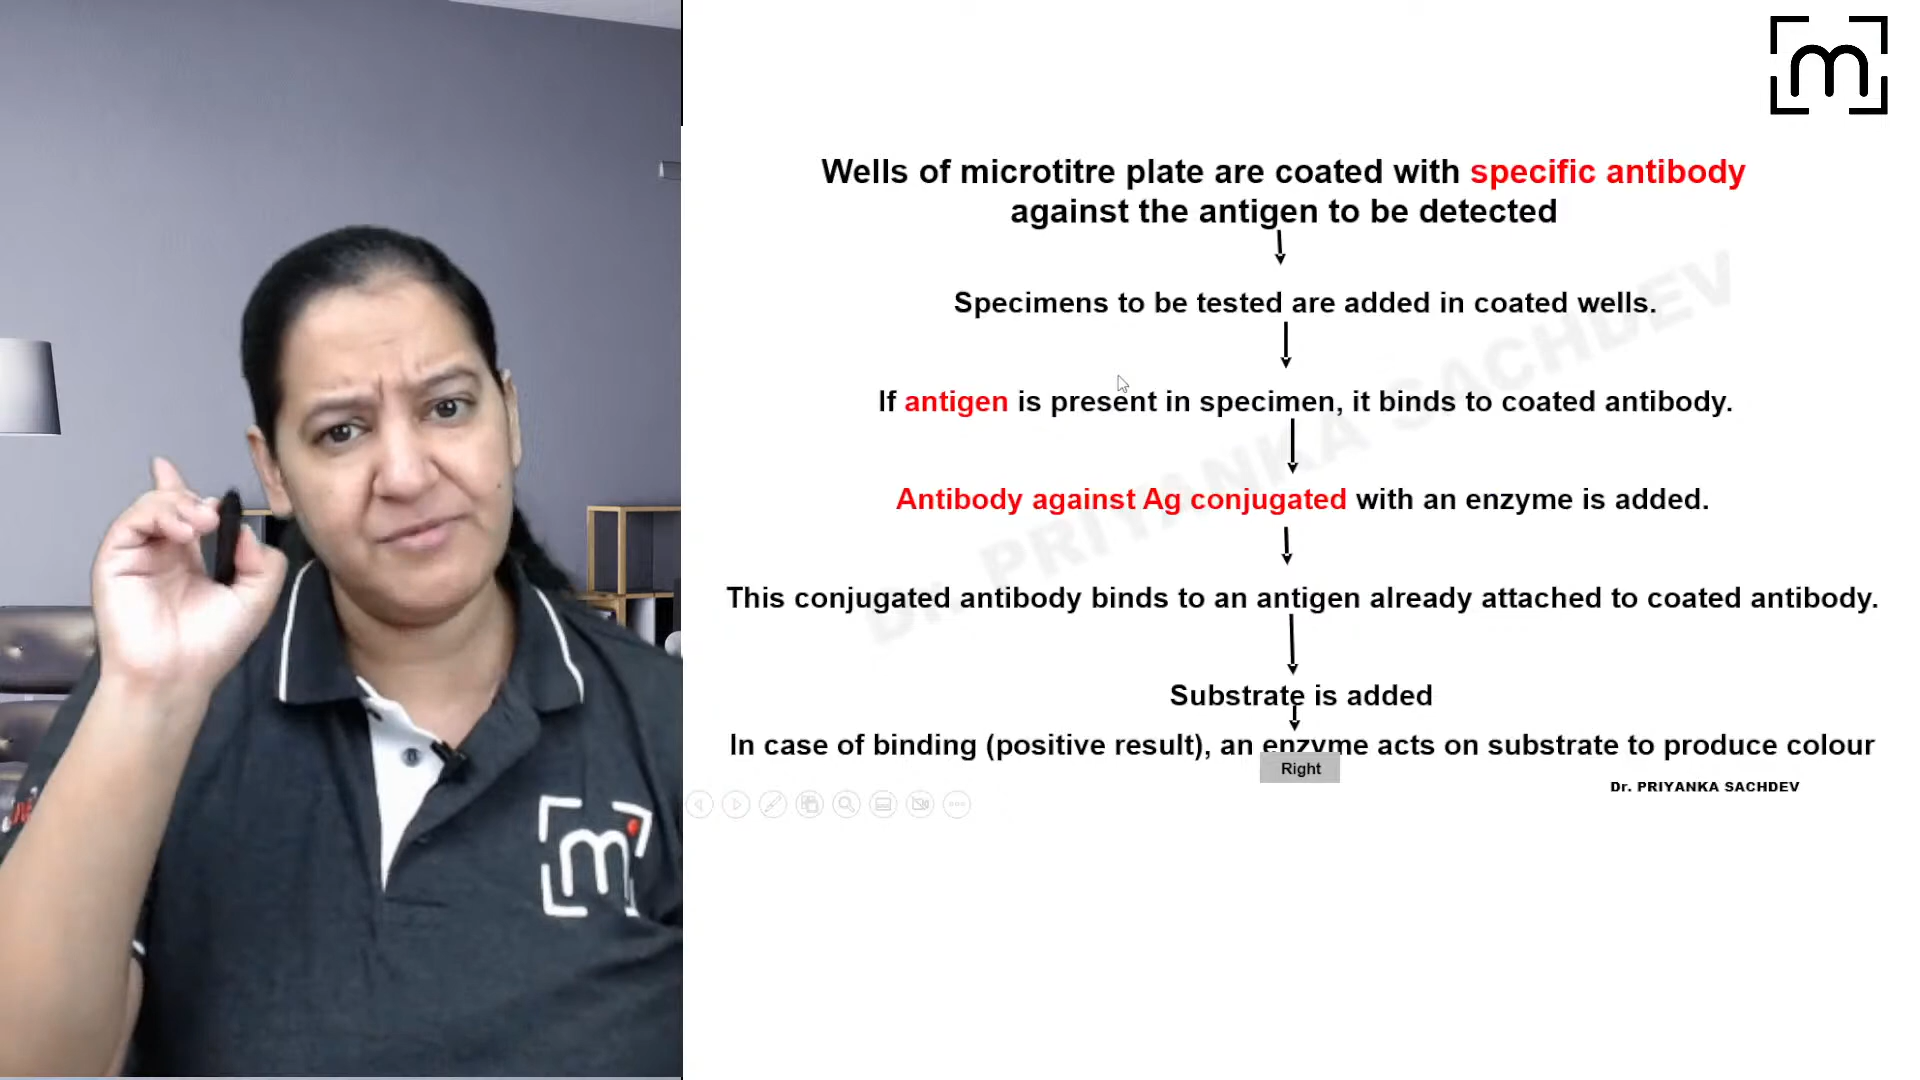 m
Wells of microtitre plate are coated with specific antibody
against the antigen to be detected
Specimens to be tested are added in coated wells.
If antigen is present in specimen, it binds to coated antibody.
Antibody against Ag conjugated with an enzyme is added.
This conjugated antibody binds to an antigen already attached to coated antibody.
Substrate is added
In case of binding (positive result), an enzyme acts on substrate to produce colour
Right
Dr. PRIYANKA SACHDEV
Dr. PRIYANKA SACHDEV
m